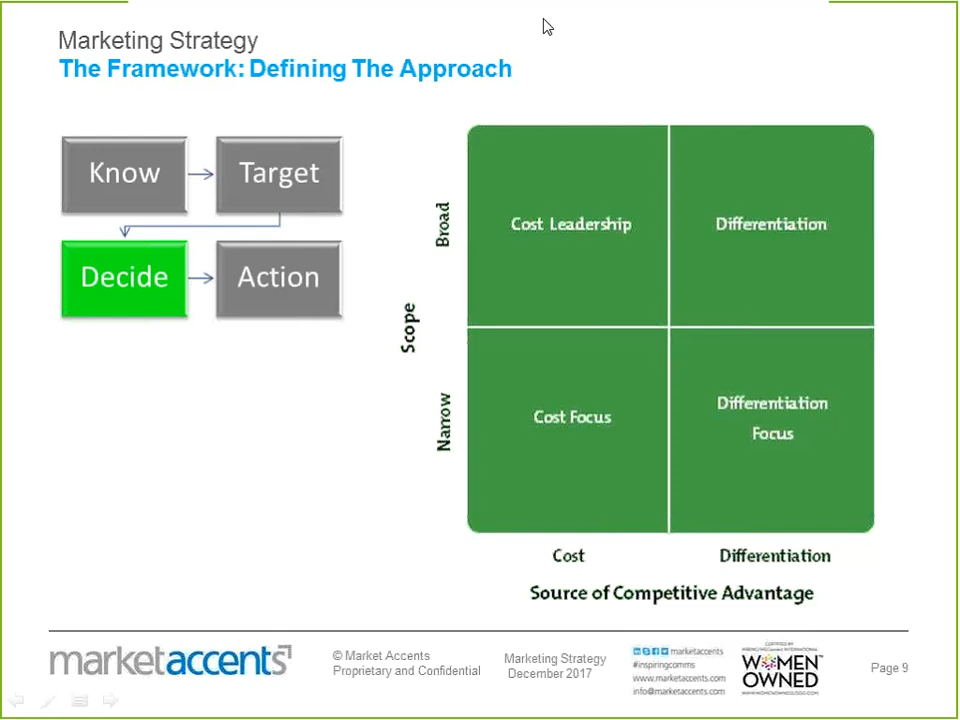 Marketing Strategy
The Framework: Defining The Approach
Know
Target
Decide
Action
Scope
Broad
Narrow
Cost Leadership
Differentiation
Cost Focus
Differentiation
Focus
Cost
Differentiation
Source of Competitive Advantage
marketaccents
© Market Accents
Proprietary and Confidential
Marketing Strategy
December 2017
marketaccents
#inspiringcomms
www.marketaccents.com
info@marketaccents.com
CERTIFIED BY
WOMEN
OWNED
Page 9